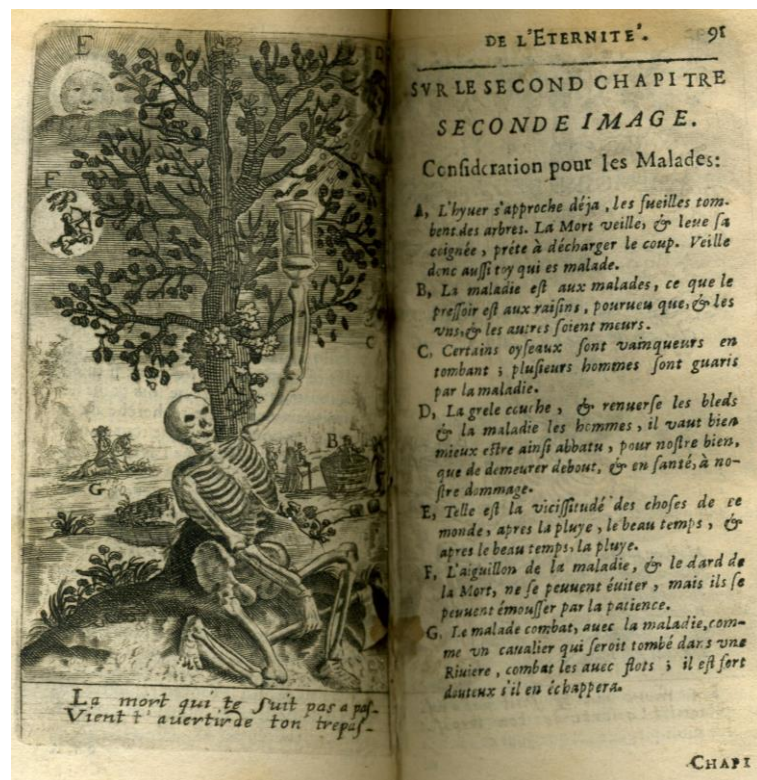 E
D
F
C
A
B
G
La mort qui te suit pas a pas
Vient t'auertir de ton trepas
DE L'ETERNITE'. 91
SVR LE SECOND CHAPITRE
SECONDE IMAGE.
Consideration pour les Malades:
A, L'hyuer s'approche déja, les fueilles tom-
bent des arbres. La Mort veille, & leue sa
coignée, préte à décharger le coup. Veille
donc aussi toy qui es malade.
B, La maladie est aux malades, ce que le
pressoir est aux raisins, pourueu que, & les
vns, & les autres soient meurs.
C, Certains oyseaux sont vainqueurs en
tombant; plusieurs hommes sont guaris
par la maladie.
D, La grele couche, & renuerse les bleds
& la maladie les hommes, il vaut bien
mieux estre ainsi abbatu, pour nostre bien,
que de demeurer debout, & en santé, à no-
stre dommage.
E, Telle est la vicissitudé des choses de ce
monde, apres la pluye, le beau temps, &
apres le beau temps, la pluye.
F, L'aiguillon de la maladie, & le dard de
la Mort, ne se peuuent éuiter, mais ils se
peuuent émousser par la patience.
G, Le malade combat, auec la maladie, com-
me vn caualier qui seroit tombé dans vne
Riuiere, combat les auec flots; il est fort
douteux s'il en échappera.
CHAPI